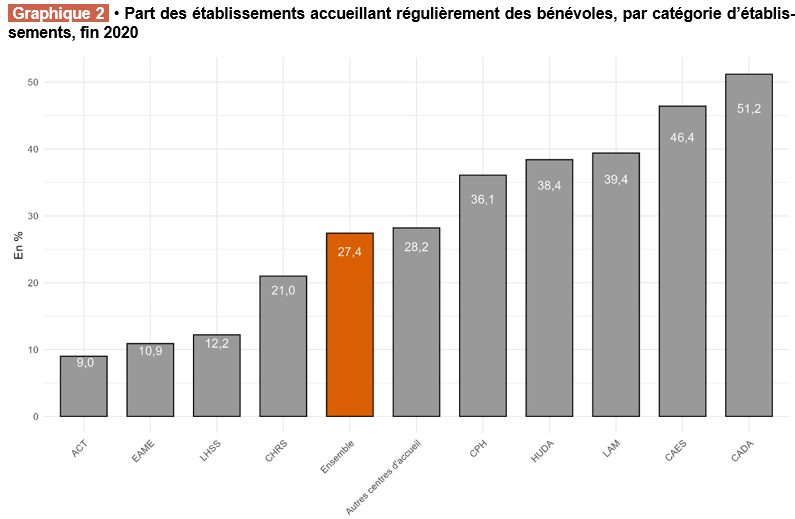 Graphique 2 • Part des établissements accueillant régulièrement des bénévoles, par catégorie d'établis-
sements, fin 2020
En %
50
40
30
20
10
0
9,0
10,9
12,2
21,0
27,4
28,2
36,1
38,4
39,4
46,4
51,2
ACT
EAME
LHSS
CHRS
Ensemble
Autres centres d'accueil
CPH
HUDA
LAM
CAES
CADA